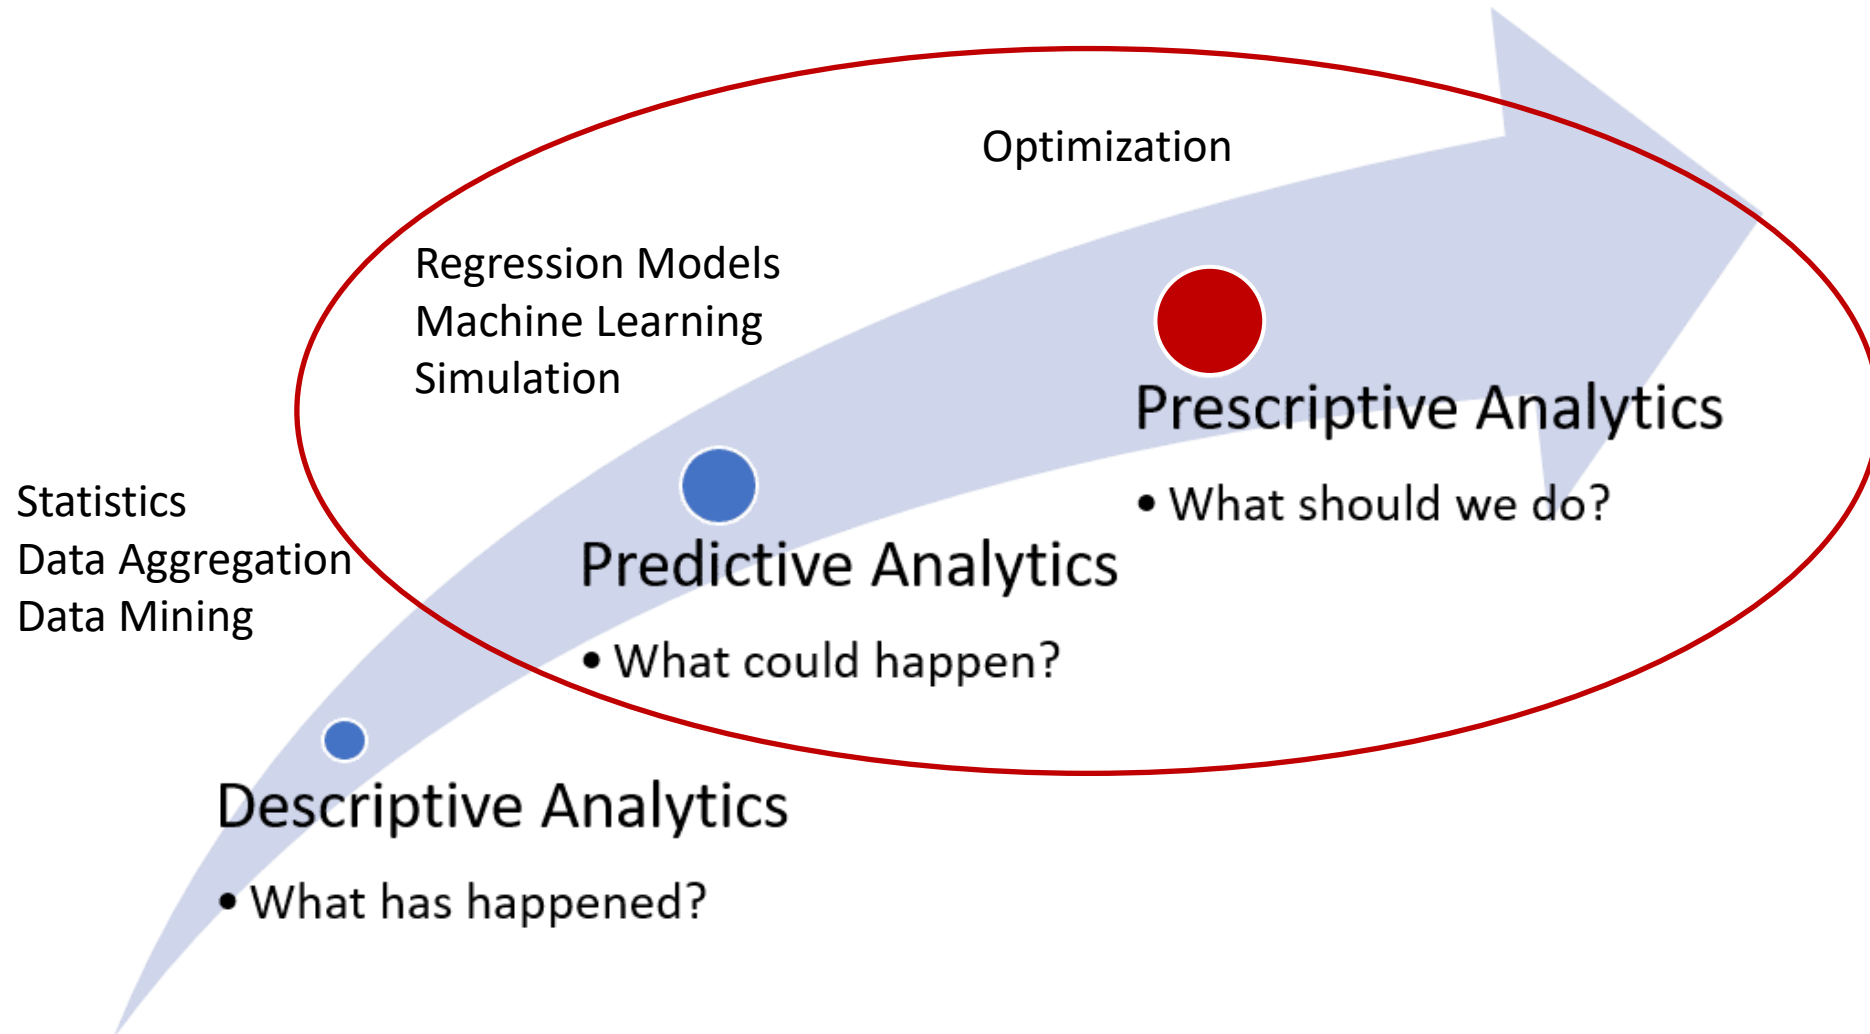 Optimization
Regression Models
Machine Learning
Simulation
Prescriptive Analytics
• What should we do?
Statistics
Data Aggregation
Data Mining
Predictive Analytics
• What could happen?
Descriptive Analytics
• What has happened?